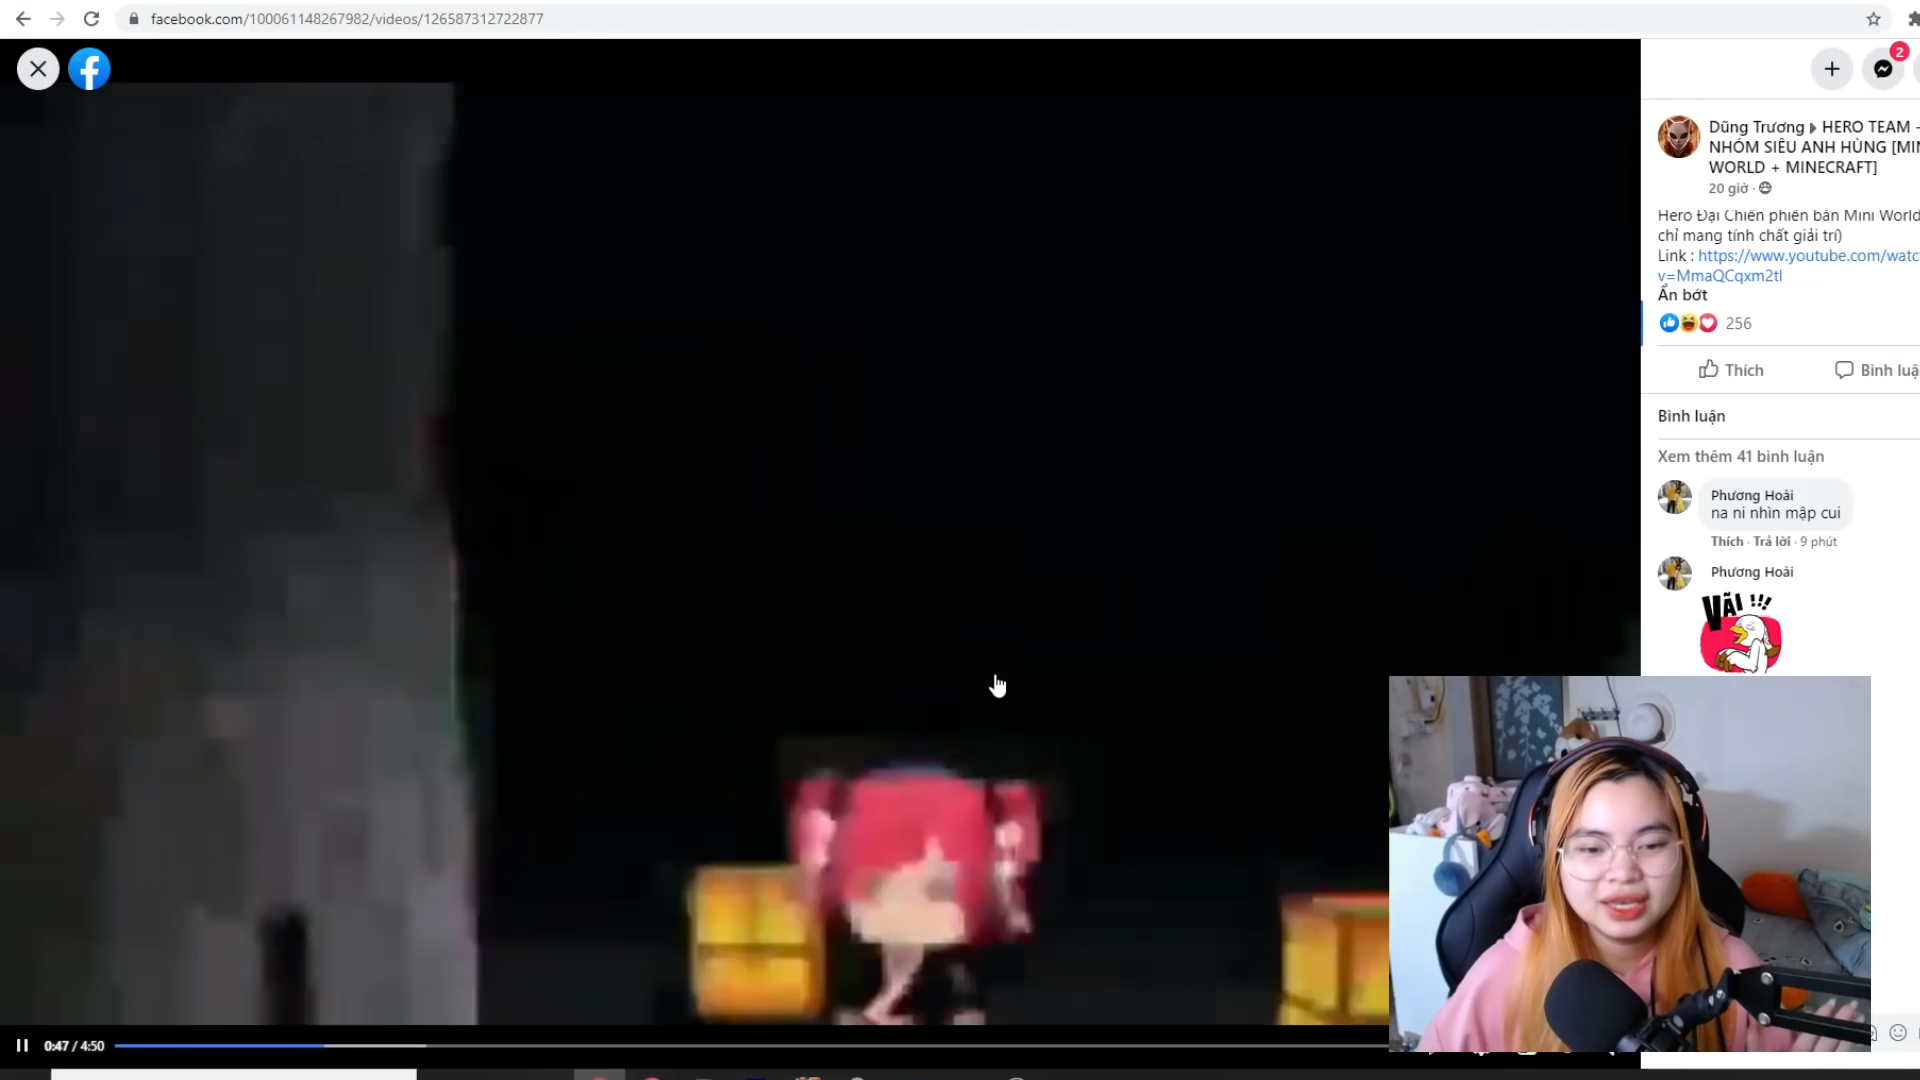 facebook.com/100061148267982/videos/126587312722877
2
Dũng Trương ▸ HERO TEAM -
NHÓM SIÊU ANH HÙNG [MIN
WORLD + MINECRAFT]
20 giờ ·
Hero Đại Chiến phiên bản Mini World
chỉ mang tính chất giải trí)
Link : https://www.youtube.com/watc
v=MmaQCqxm2tI
Ẩn bớt
256
Thích
Bình luậ
Bình luận
Xem thêm 41 bình luận
Phương Hoài
na ni nhìn mập cui
Thích · Trả lời · 9 phút
Phương Hoài
VÃI !!!
0:47 / 4:50